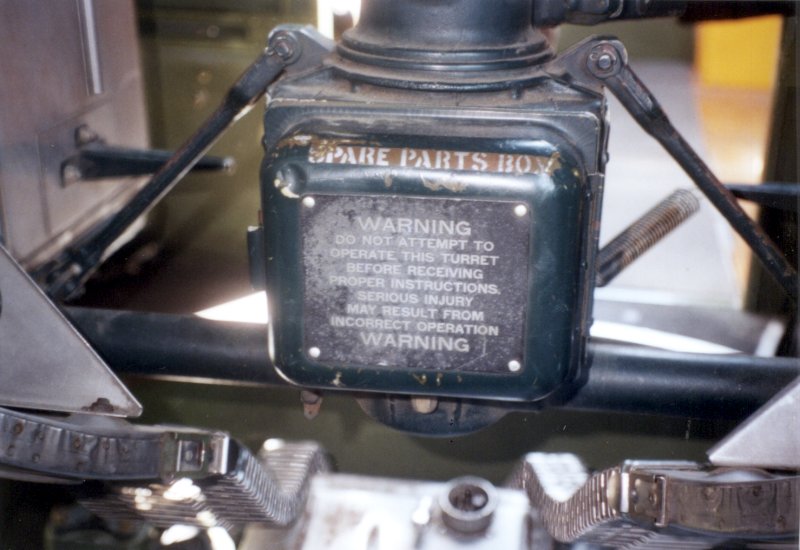 SPARE PARTS BOX
WARNING
DO NOT ATTEMPT TO
OPERATE THIS TURRET
BEFORE RECEIVING
PROPER INSTRUCTIONS.
SERIOUS INJURY
MAY RESULT FROM
INCORRECT OPERATION
WARNING